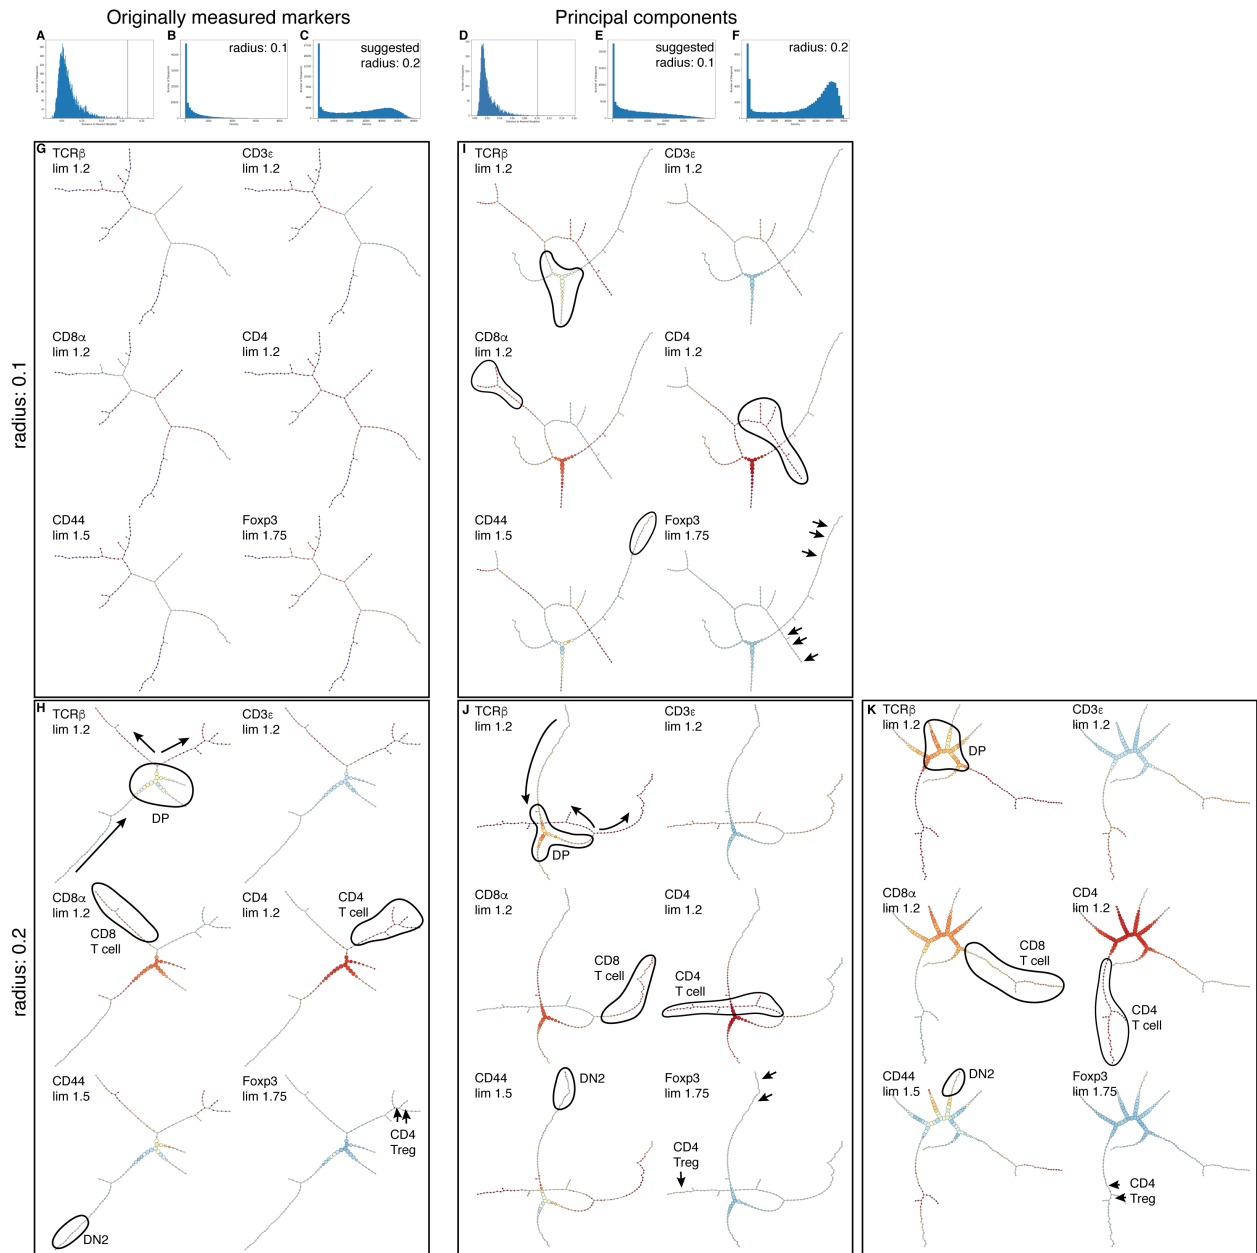 Originally measured markers
Principal components
A
B
radius: 0.1
C
suggested
radius: 0.2
D
E
suggested
radius: 0.1
F
radius: 0.2
radius: 0.1
G
TCRβ
lim 1.2
CD3ε
lim 1.2
CD8α
lim 1.2
CD4
lim 1.2
CD44
lim 1.5
Foxp3
lim 1.75
I
TCRβ
lim 1.2
CD3ε
lim 1.2
CD8α
lim 1.2
CD4
lim 1.2
CD44
lim 1.5
Foxp3
lim 1.75
radius: 0.2
H
TCRβ
lim 1.2
DP
CD3ε
lim 1.2
CD8α
lim 1.2
CD8
T cell
CD4
lim 1.2
CD4
T cell
CD44
lim 1.5
DN2
Foxp3
lim 1.75
CD4
Treg
J
TCRβ
lim 1.2
DP
CD3ε
lim 1.2
CD8α
lim 1.2
CD8
T cell
CD4
lim 1.2
CD4
T cell
CD44
lim 1.5
DN2
Foxp3
lim 1.75
CD4
Treg
K
TCRβ
lim 1.2
DP
CD3ε
lim 1.2
CD8α
lim 1.2
CD8
T cell
CD4
lim 1.2
CD4
T cell
CD44
lim 1.5
DN2
Foxp3
lim 1.75
CD4
Treg